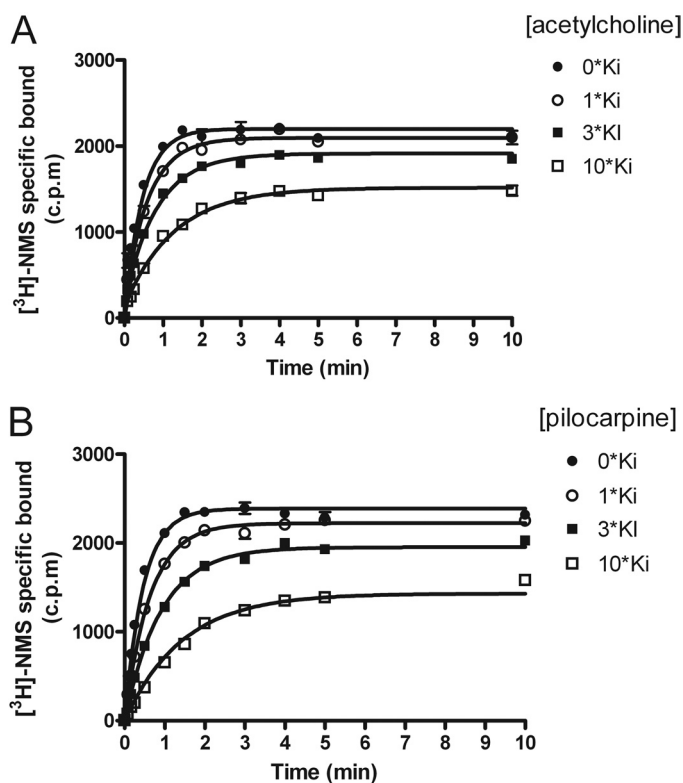 A
[acetylcholine]
0*Ki
1*Ki
3*KI
10*Ki
[³H]-NMS specific bound
(c.p.m)
3000
2000
1000
0
0 1 2 3 4 5 6 7 8 9 10
Time (min)
B
[pilocarpine]
0*Ki
1*Ki
3*KI
10*Ki
[³H]-NMS specific bound
(c.p.m)
3000
2000
1000
0
0 1 2 3 4 5 6 7 8 9 10
Time (min)